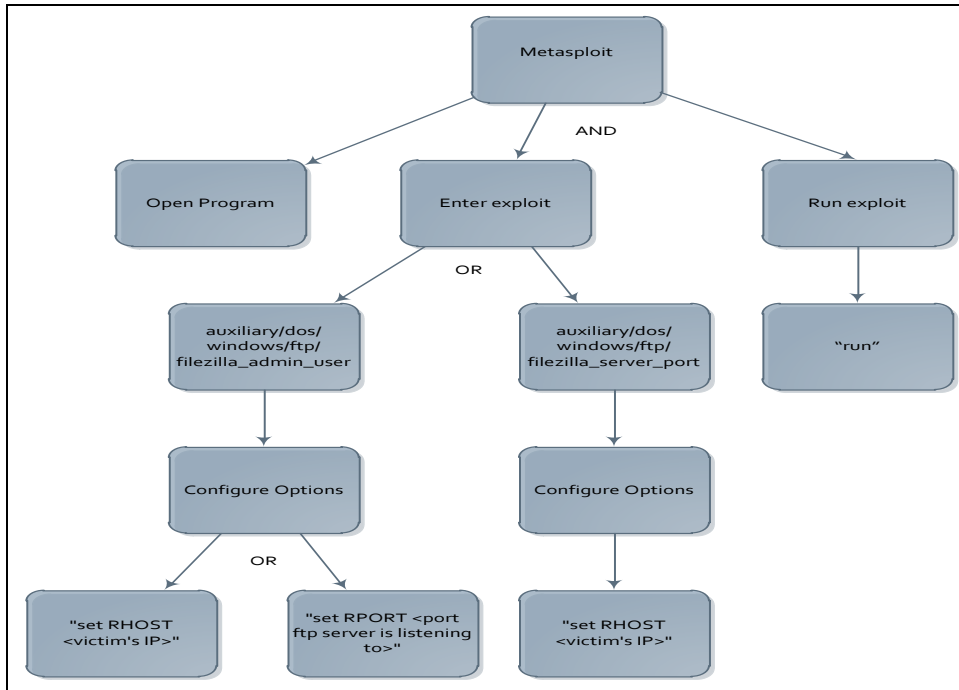 Metasploit
AND
Open Program
Enter exploit
Run exploit
OR
auxiliary/dos/
windows/ftp/
filezilla_admin_user
auxiliary/dos/
windows/ftp/
filezilla_server_port
“run”
Configure Options
Configure Options
OR
"set RHOST
<victim's IP>"
"set RPORT <port
ftp server is listening
to>"
"set RHOST
<victim's IP>"